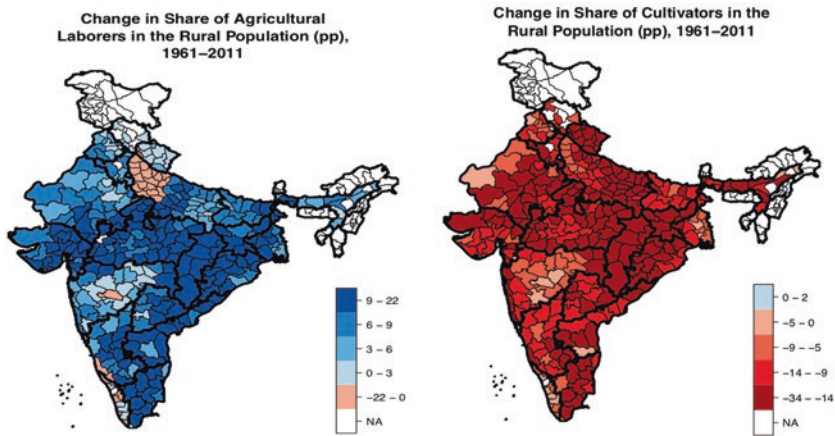 Change in Share of Agricultural
Laborers in the Rural Population (pp),
1961–2011
9 – 22
6 – 9
3 – 6
0 – 3
−22 – 0
NA
Change in Share of Cultivators in the
Rural Population (pp), 1961–2011
0 – 2
−5 – 0
−9 – −5
−14 – −9
−34 – −14
NA